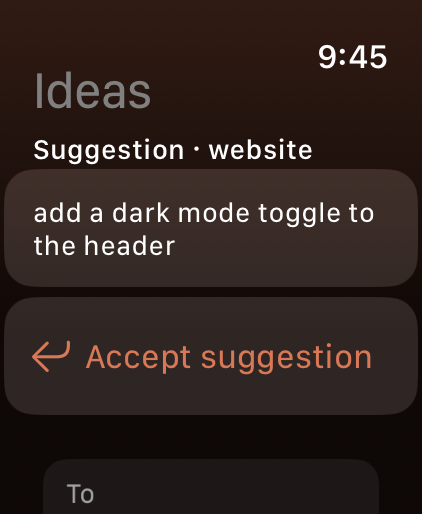 9:45
Ideas
Suggestion · website
add a dark mode toggle to
the header
Accept suggestion
To